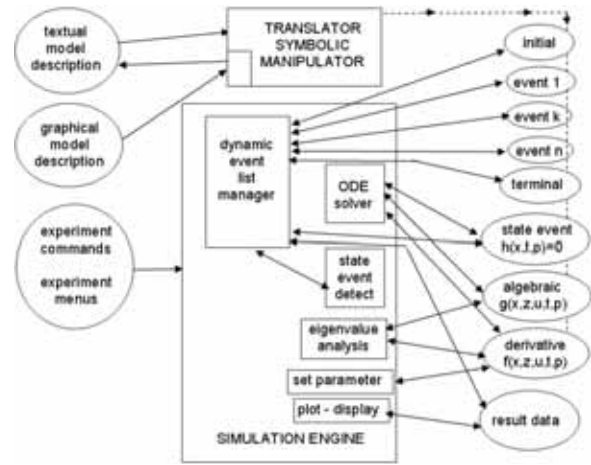 textual
model
description
TRANSLATOR
SYMBOLIC
MANIPULATOR
initial
event 1
graphical
model
description
event k
event n
terminal
dynamic
event
list
manager
ODE
solver
state event
h(x,t,p)=0
experiment
commands
experiment
menus
state
event
detect
algebraic
g(x,z,u,t,p)
eigenvalue
analysis
derivative
f(x,z,u,t,p)
set parameter
plot - display
result data
SIMULATION ENGINE